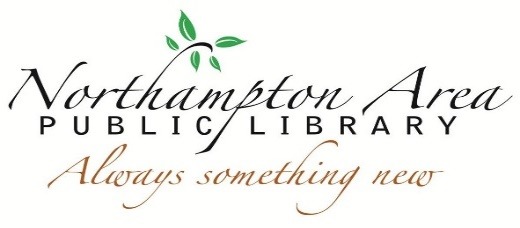 Northampton Area
PUBLIC LIBRARY
Always something new